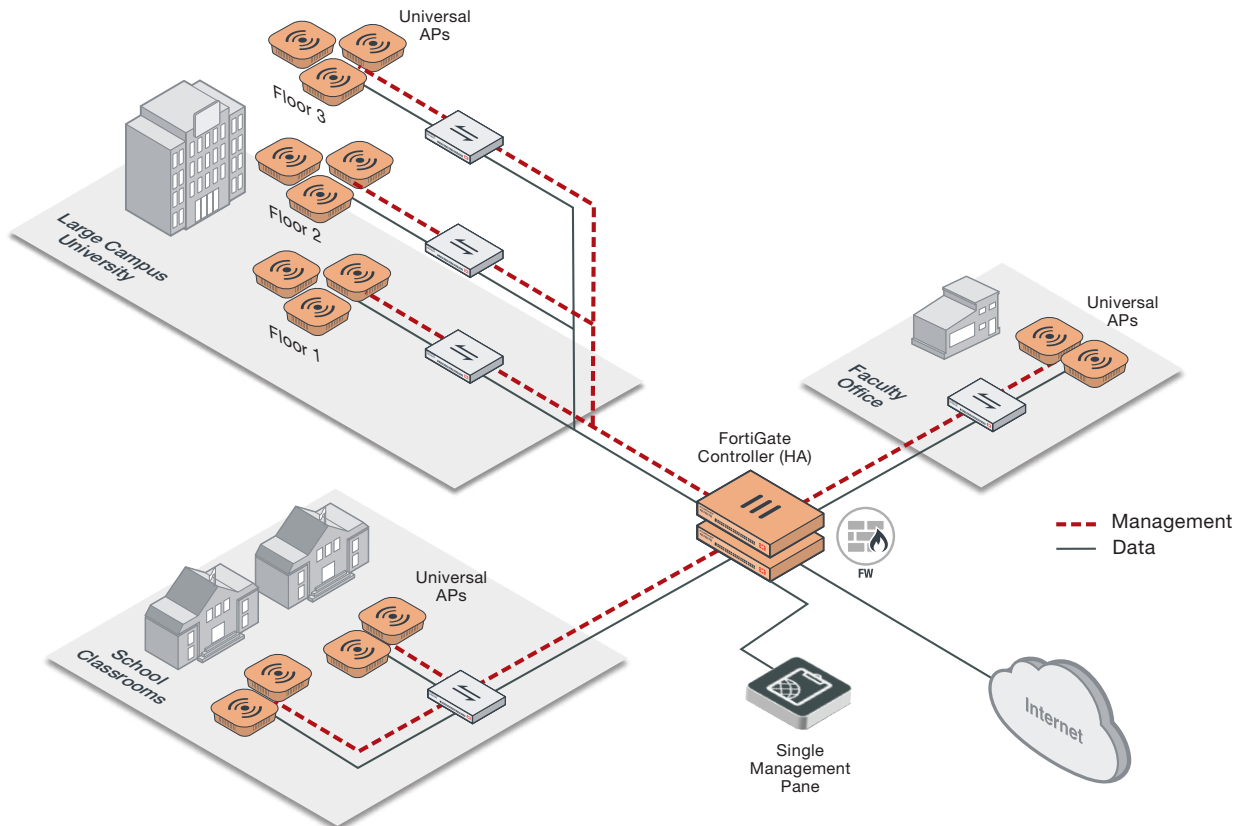 Universal
APs
Floor 3
Floor 2
Floor 1
Large Campus
University
Universal
APs
Faculty
Office
FortiGate
Controller (HA)
FW
Management
Data
Universal
APs
School
Classrooms
Single
Management
Pane
Internet